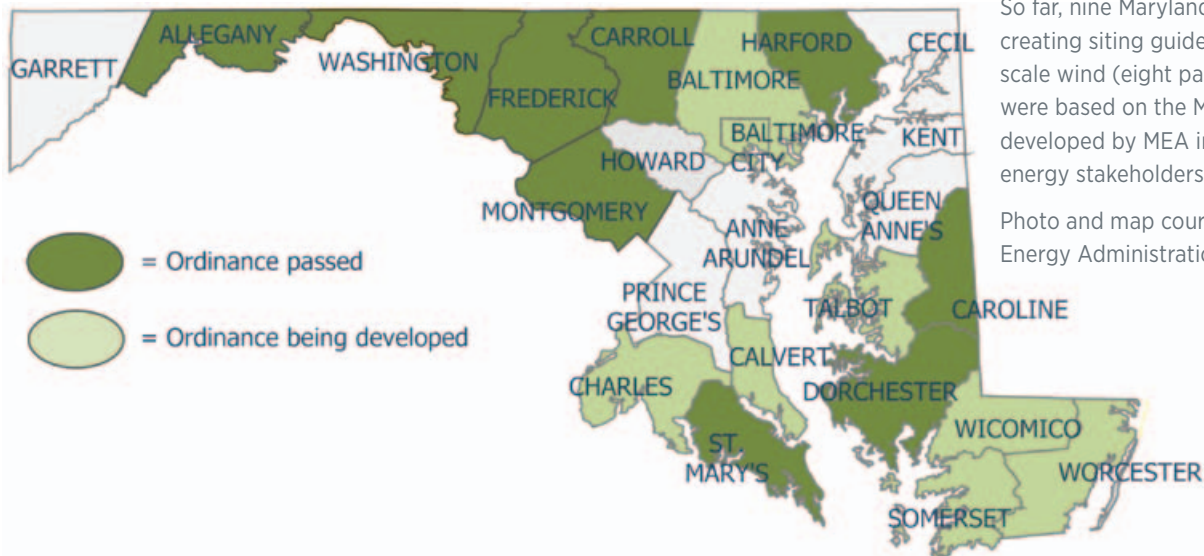 GARRETT
ALLEGANY
WASHINGTON
FREDERICK
CARROLL
BALTIMORE
HARFORD
CECIL
HOWARD
BALTIMORE
CITY
KENT
MONTGOMERY
ANNE
ARUNDEL
QUEEN
ANNE'S
PRINCE
GEORGE'S
TALBOT
CAROLINE
CHARLES
CALVERT
DORCHESTER
ST.
MARY'S
WICOMICO
WORCESTER
SOMERSET
= Ordinance passed
= Ordinance being developed
So far, nine Maryland
creating siting guide
scale wind (eight pa
were based on the M
developed by MEA i
energy stakeholders
Photo and map cour
Energy Administratio